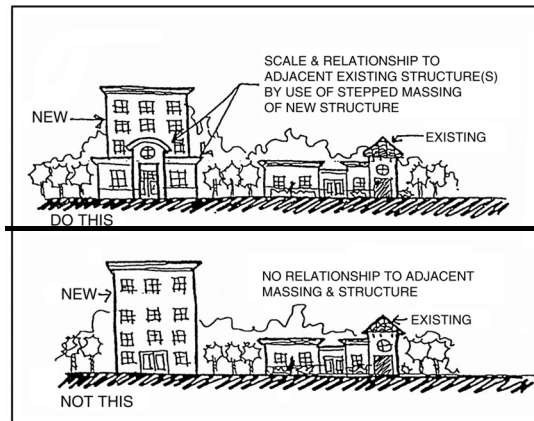 SCALE & RELATIONSHIP TO
ADJACENT EXISTING STRUCTURE(S)
BY USE OF STEPPED MASSING
OF NEW STRUCTURE
NEW
EXISTING
DO THIS
NO RELATIONSHIP TO ADJACENT
MASSING & STRUCTURE
NEW
EXISTING
NOT THIS